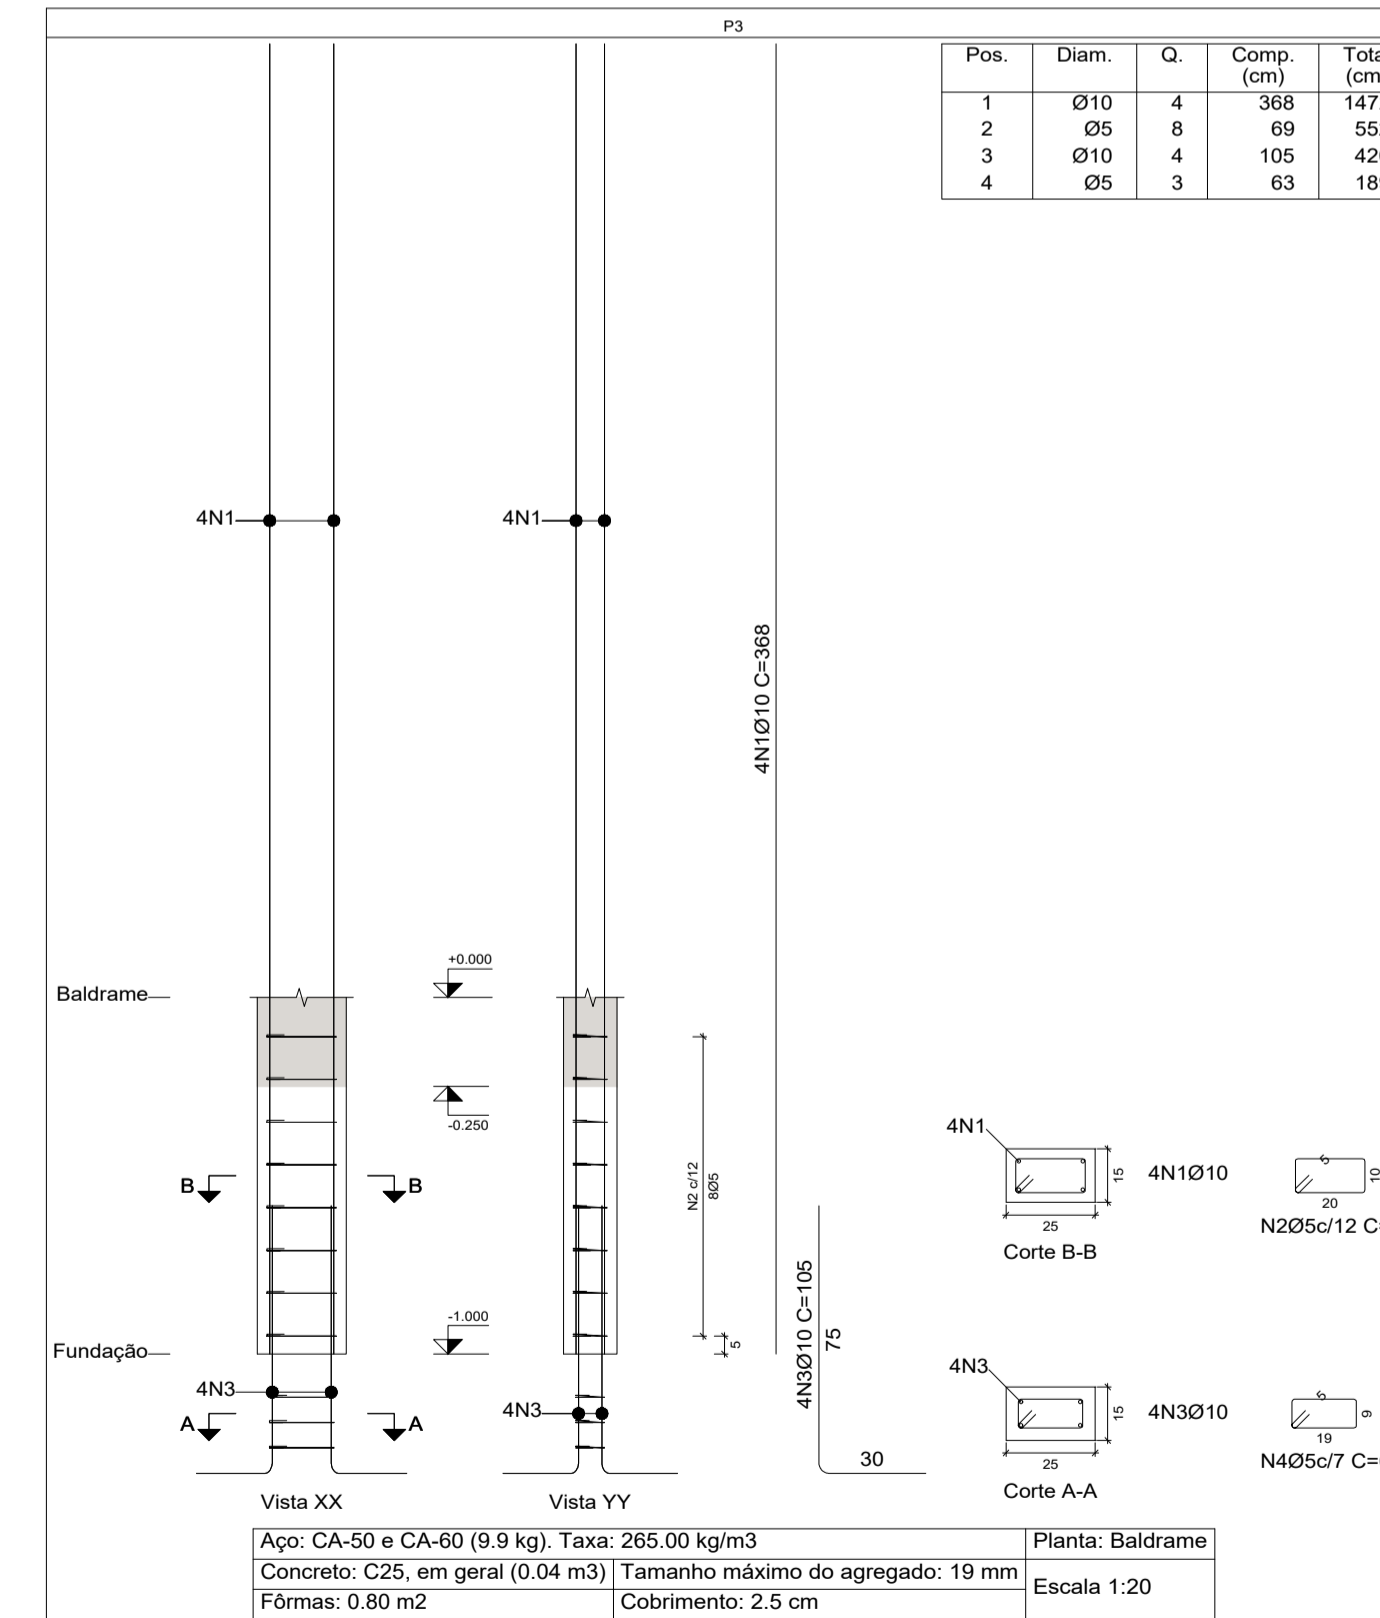 P3
Pos. Diam. Q. Comp. (cm)
1 Ø10 4 368
2 Ø5 8 69
3 Ø10 4 105
4 Ø5 3 63
4N1
4N1
4N1Ø10 C=368
Baldrame
+0.000
-0.250
B B
N2 c/12
8Ø5
-1.000
5
Fundação
4N3
4N3
A A
4N3Ø10 C=105
75
30
Vista XX
Vista YY
4N1
15
4N1Ø10
25
Corte B-B
5
10
20
N2Ø5c/12
4N3
15
4N3Ø10
25
Corte A-A
5
9
19
N4Ø5c/7
Aço: CA-50 e CA-60 (9.9 kg). Taxa: 265.00 kg/m3
Planta: Baldrame
Concreto: C25, em geral (0.04 m3)
Tamanho máximo do agregado: 19 mm
Escala 1:20
Fôrmas: 0.80 m2
Cobrimento: 2.5 cm